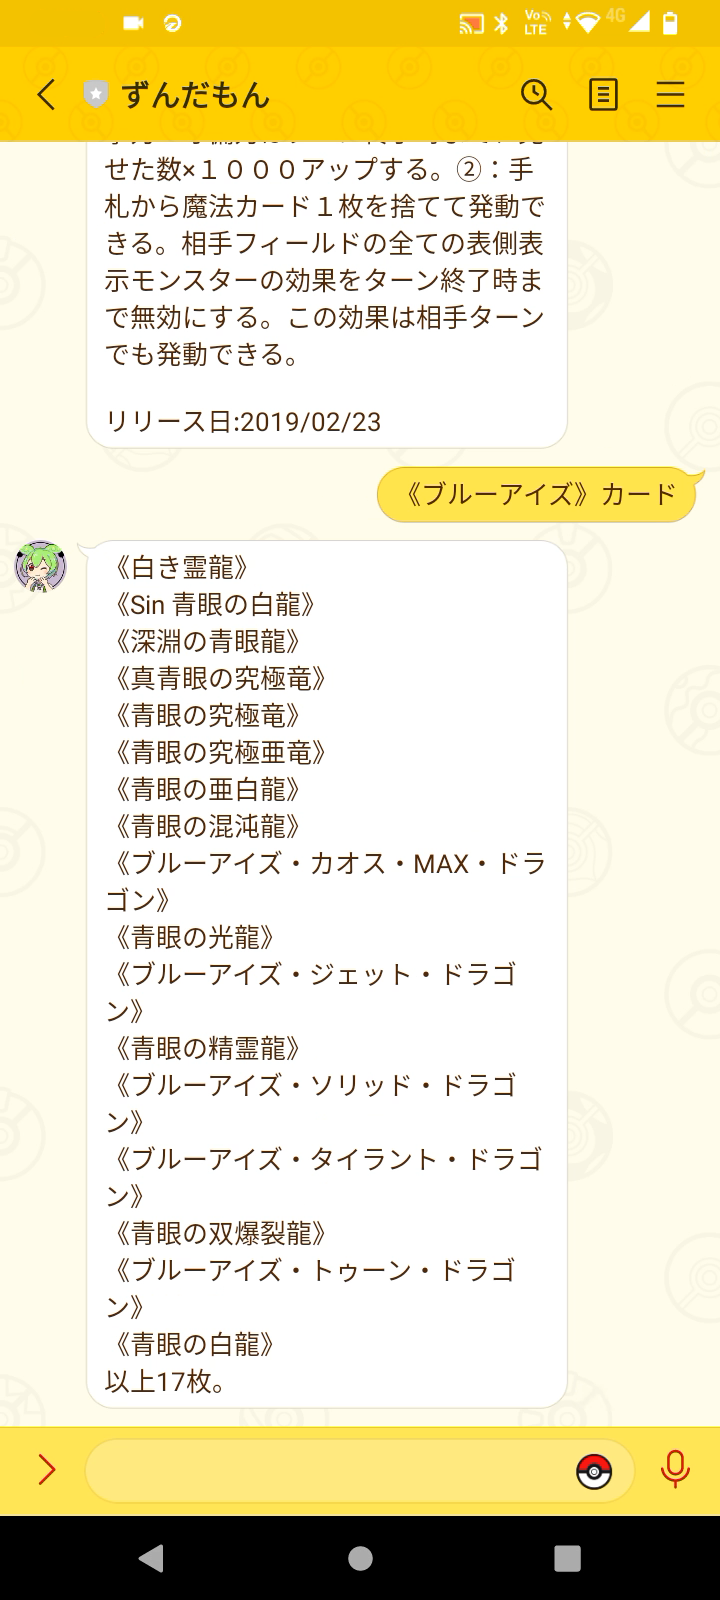 Vo LTE 4G
ずんだもん
せた数×１０００アップする。②：手
札から魔法カード１枚を捨てて発動で
きる。相手フィールドの全ての表側表
示モンスターの効果をターン終了時ま
で無効にする。この効果は相手ターン
でも発動できる。
リリース日:2019/02/23
《ブルーアイズ》カード
《白き霊龍》
《Sin 青眼の白龍》
《深淵の青眼龍》
《真青眼の究極竜》
《青眼の究極竜》
《青眼の究極亜竜》
《青眼の亜白龍》
《青眼の混沌龍》
《ブルーアイズ・カオス・MAX・ドラ
ゴン》
《青眼の光龍》
《ブルーアイズ・ジェット・ドラゴ
ン》
《青眼の精霊龍》
《ブルーアイズ・ソリッド・ドラゴ
ン》
《ブルーアイズ・タイラント・ドラゴ
ン》
《青眼の双爆裂龍》
《ブルーアイズ・トゥーン・ドラゴ
ン》
《青眼の白龍》
以上17枚。